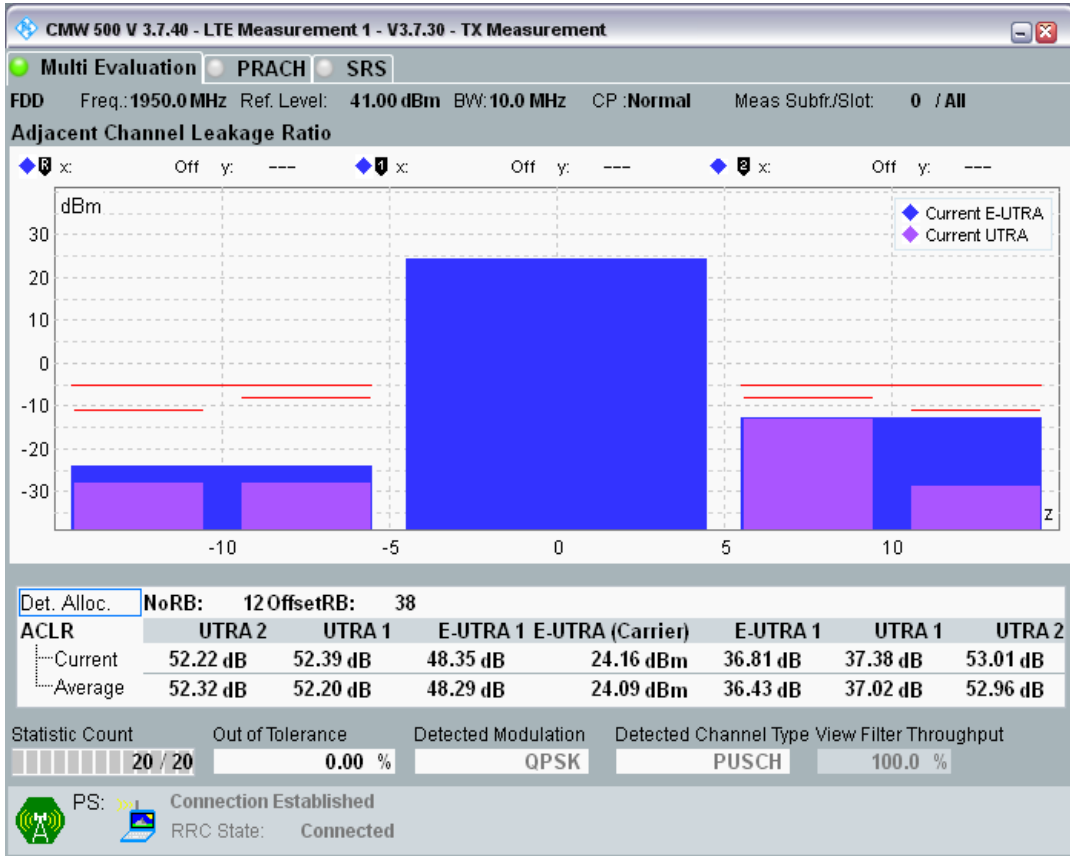 CMW 500 V 3.7.40 - LTE Measurement 1 - V3.7.30 - TX Measurement
Multi Evaluation PRACH SRS
FDD Freq.: 1950.0 MHz Ref. Level: 41.00 dBm BW: 10.0 MHz CP :Normal Meas Subfr./Slot: 0 / All
Adjacent Channel Leakage Ratio
R x: Off y: --- 1 x: Off y: --- 2 x: Off y: ---
dBm
Current E-UTRA
Current UTRA
30
20
10
0
-10
-20
-30
z
-10 -5 0 5 10
Det. Alloc. NoRB: 12 OffsetRB: 38
ACLR UTRA 2 UTRA 1 E-UTRA 1 E-UTRA (Carrier) E-UTRA 1 UTRA 1 UTRA 2
Current 52.22 dB 52.39 dB 48.35 dB 24.16 dBm 36.81 dB 37.38 dB 53.01 dB
Average 52.32 dB 52.20 dB 48.29 dB 24.09 dBm 36.43 dB 37.02 dB 52.96 dB
Statistic Count Out of Tolerance Detected Modulation Detected Channel Type View Filter Throughput
20 / 20 0.00 % QPSK PUSCH 100.0 %
PS: Connection Established
RRC State: Connected